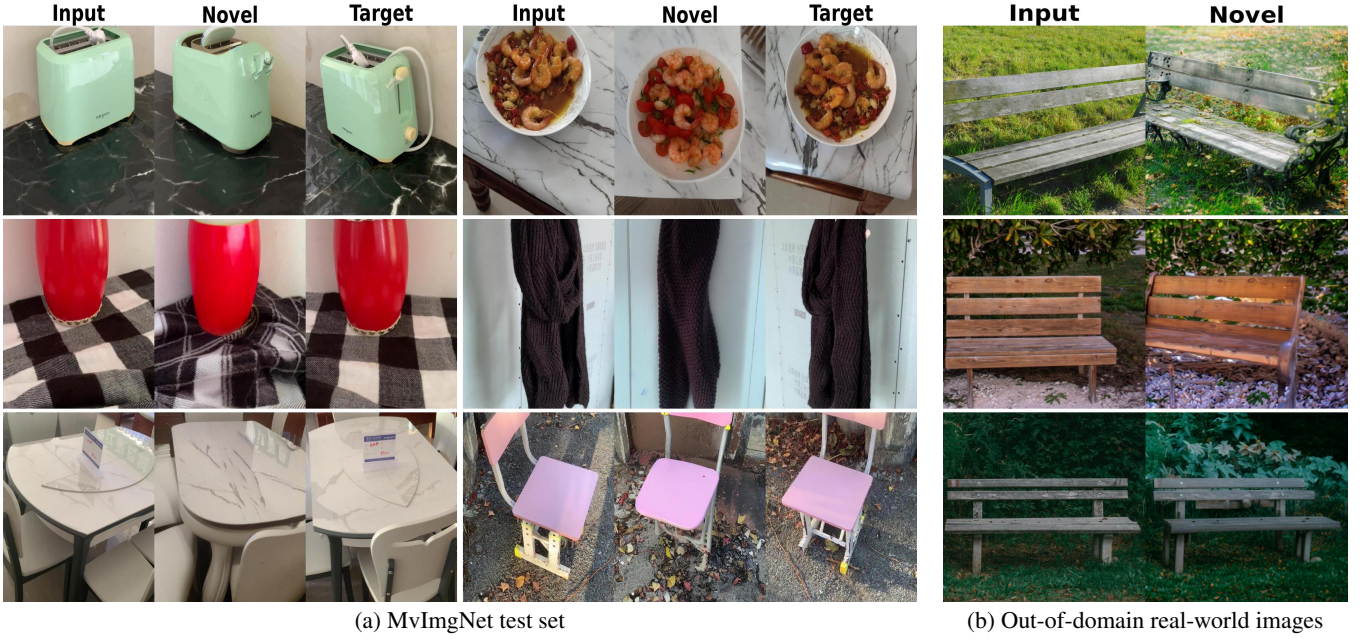 Input Novel Target Input Novel Target Input Novel
(a) MvImgNet test set (b) Out-of-domain real-world images